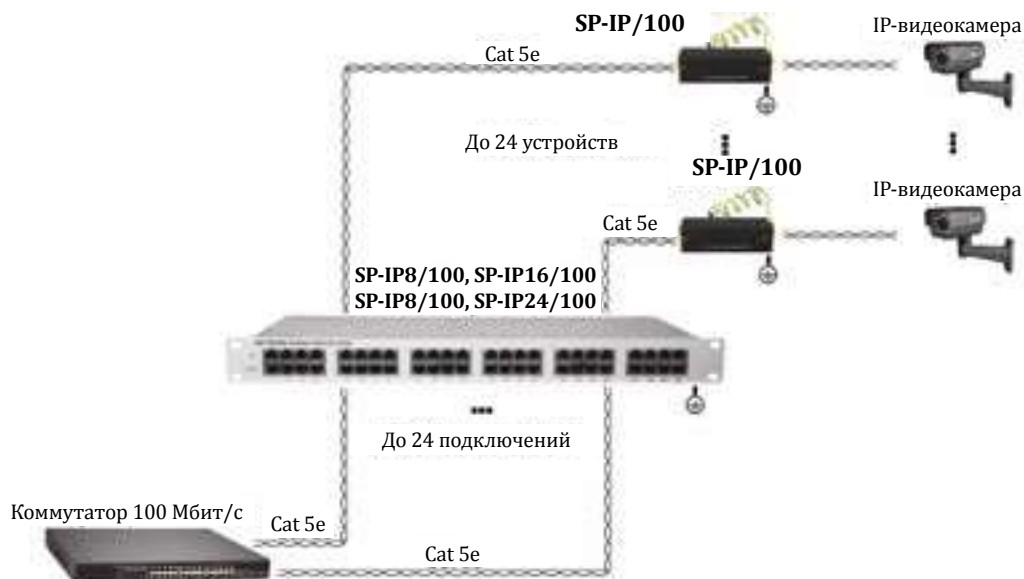 SP-IP/100
IP-видеокамера
Cat 5e
До 24 устройств
SP-IP/100
IP-видеокамера
Cat 5e
SP-IP8/100, SP-IP16/100
SP-IP8/100, SP-IP24/100
До 24 подключений
Коммутатор 100 Мбит/с
Cat 5e
Cat 5e